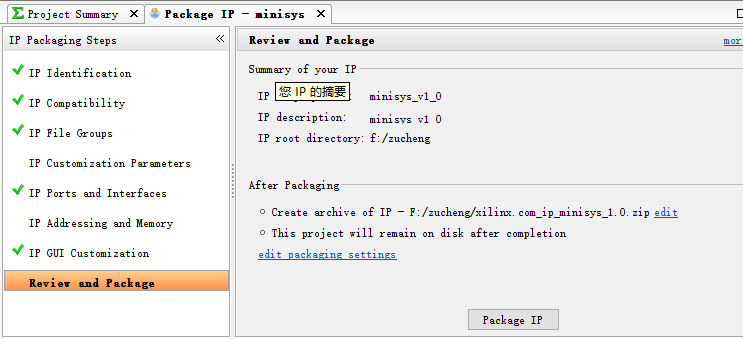 Project Summary
Package IP - minisys
IP Packaging Steps
IP Identification
IP Compatibility
IP File Groups
IP Customization Parameters
IP Ports and Interfaces
IP Addressing and Memory
IP GUI Customization
Review and Package
Review and Package
mor
Summary of your IP
您 IP 的摘要
IP minisys_v1_0
IP description: minisys v1 0
IP root directory: f:/zucheng
After Packaging
Create archive of IP - F:/zucheng/xilinx.com_ip_minisys_1.0.zip edit
This project will remain on disk after completion
edit packaging settings
Package IP